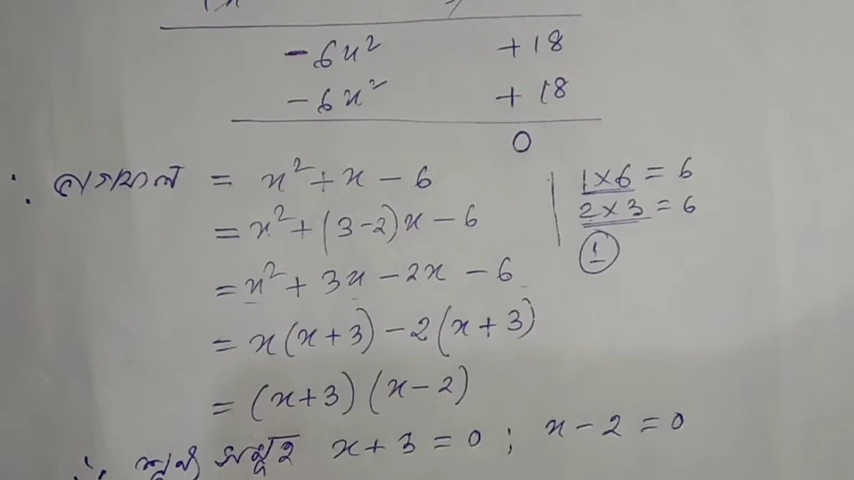 -6x² +18
-6x² +18
0
∴ = x² + x - 6
1×6 = 6
= x² + (3-2)x - 6
2×3 = 6
1
= x² + 3x - 2x - 6
= x(x+3) - 2(x+3)
= (x+3)(x-2)
∴ x+3 = 0 ; x-2 = 0